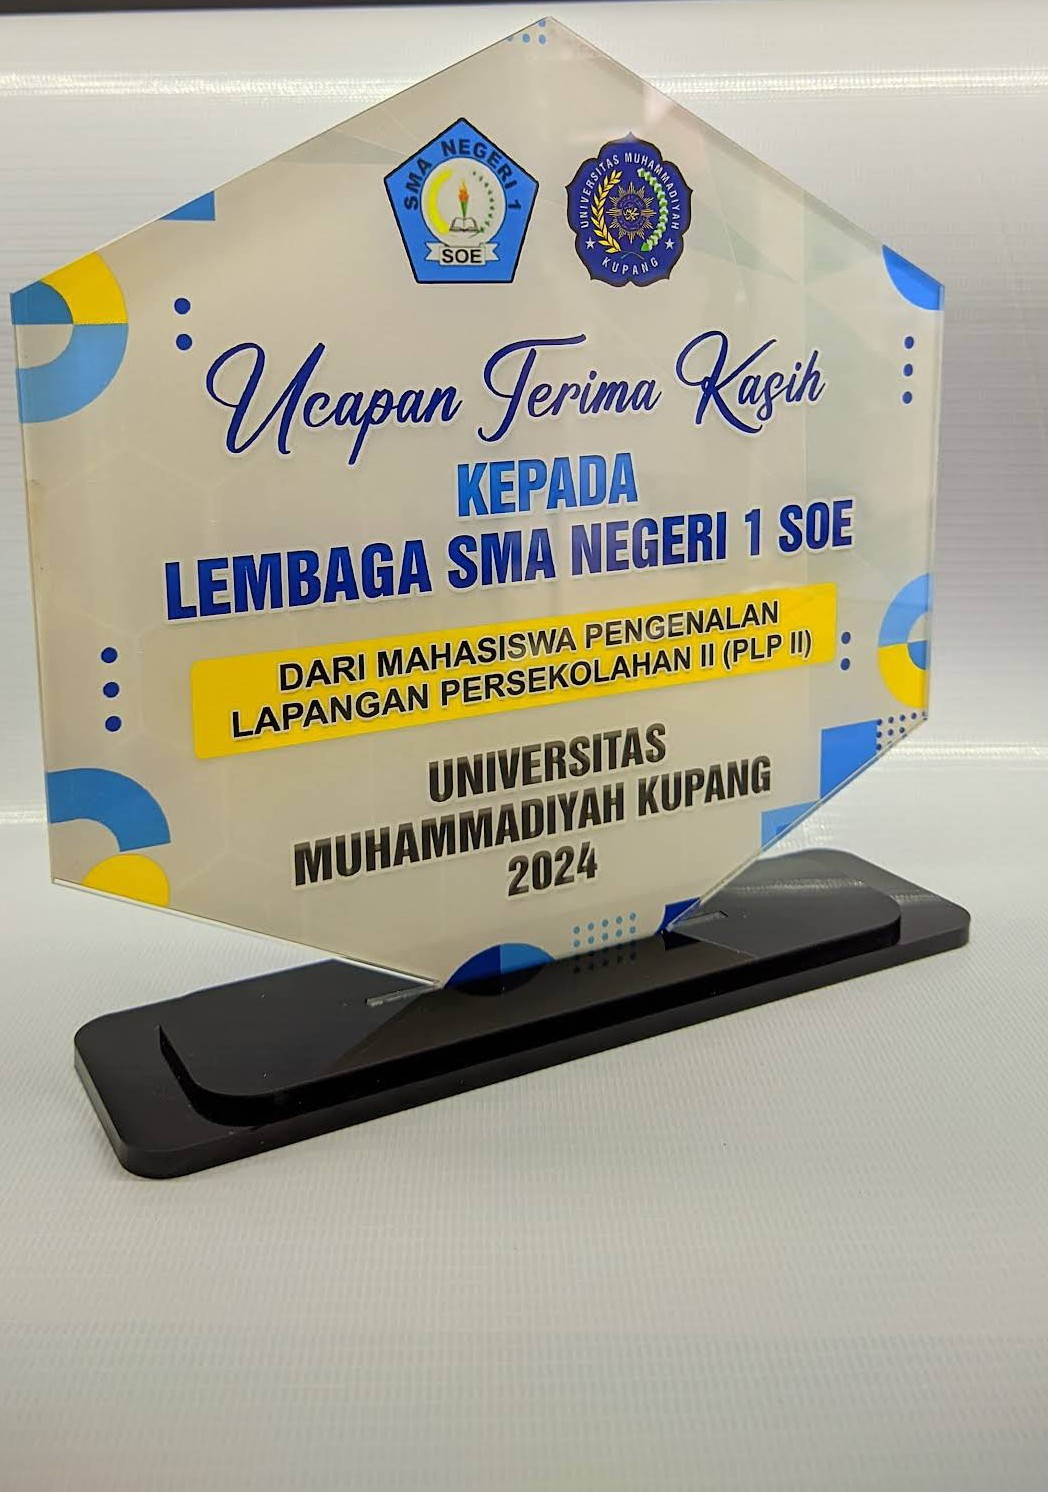 SMA NEGERI 1
SOE
UNIVERSITAS MUHAMMADIYAH
KUPANG
Ucapan Terima Kasih
KEPADA
LEMBAGA SMA NEGERI 1 SOE
DARI MAHASISWA PENGENALAN
LAPANGAN PERSEKOLAHAN II (PLP II)
UNIVERSITAS
MUHAMMADIYAH KUPANG
2024